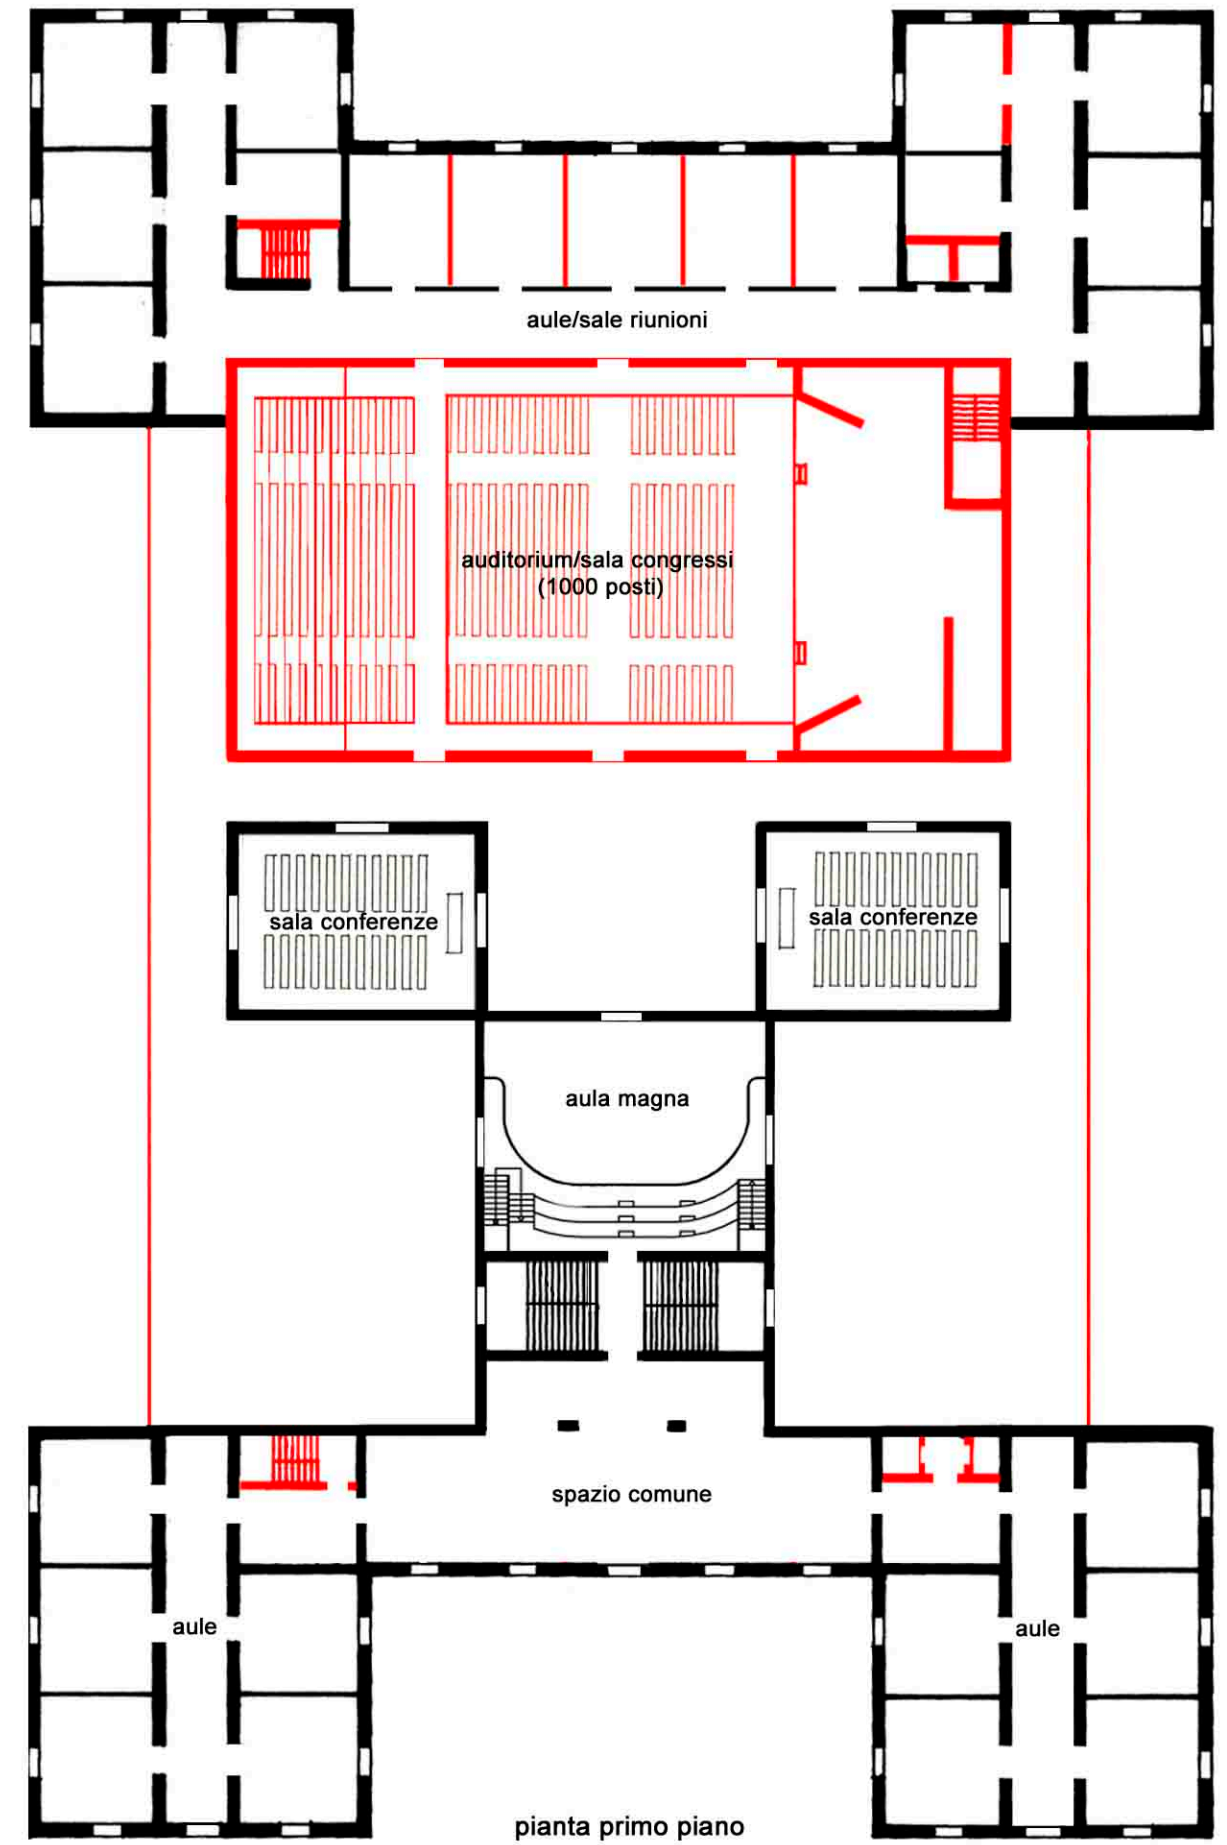 aule/sale riunioni
auditorium/sala congressi
(1000 posti)
sala conferenze
sala conferenze
aula magna
spazio comune
aule
aule
pianta primo piano